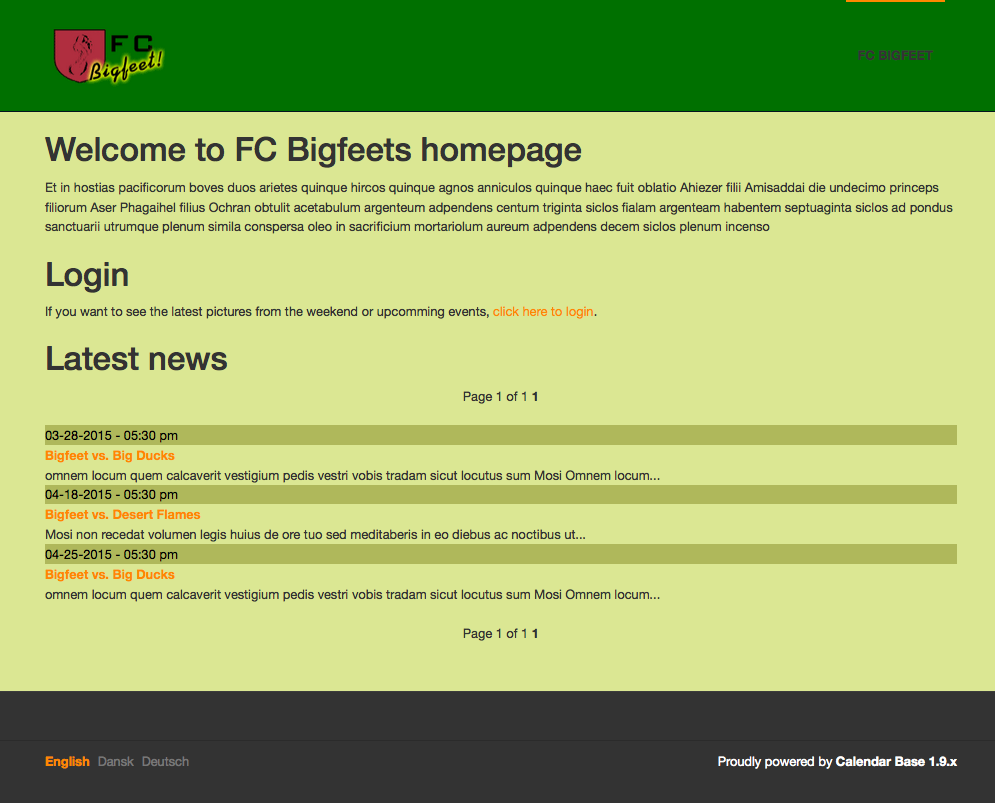 FC
Bigfeet!
FC BIGFEET
Welcome to FC Bigfeets homepage
Et in hostias pacificorum boves duos arietes quinque hircos quinque agnos anniculos quinque haec fuit oblatio Ahiezer filii Amisaddai die undecimo princeps
filiorum Aser Phagaihel filius Ochran obtulit acetabulum argenteum adpendens centum triginta siclos fialam argenteam habentem septuaginta siclos ad pondus
sanctuarii utrumque plenum simila conspersa oleo in sacrificium mortariolum aureum adpendens decem siclos plenum incenso
Login
If you want to see the latest pictures from the weekend or upcomming events, click here to login.
Latest news
Page 1 of 1 1
03-28-2015 - 05:30 pm
Bigfeet vs. Big Ducks
omnem locum quem calcaverit vestigium pedis vestri vobis tradam sicut locutus sum Mosi Omnem locum...
04-18-2015 - 05:30 pm
Bigfeet vs. Desert Flames
Mosi non recedat volumen legis huius de ore tuo sed meditaberis in eo diebus ac noctibus ut...
04-25-2015 - 05:30 pm
Bigfeet vs. Big Ducks
omnem locum quem calcaverit vestigium pedis vestri vobis tradam sicut locutus sum Mosi Omnem locum...
Page 1 of 1 1
English Dansk Deutsch
Proudly powered by Calendar Base 1.9.x